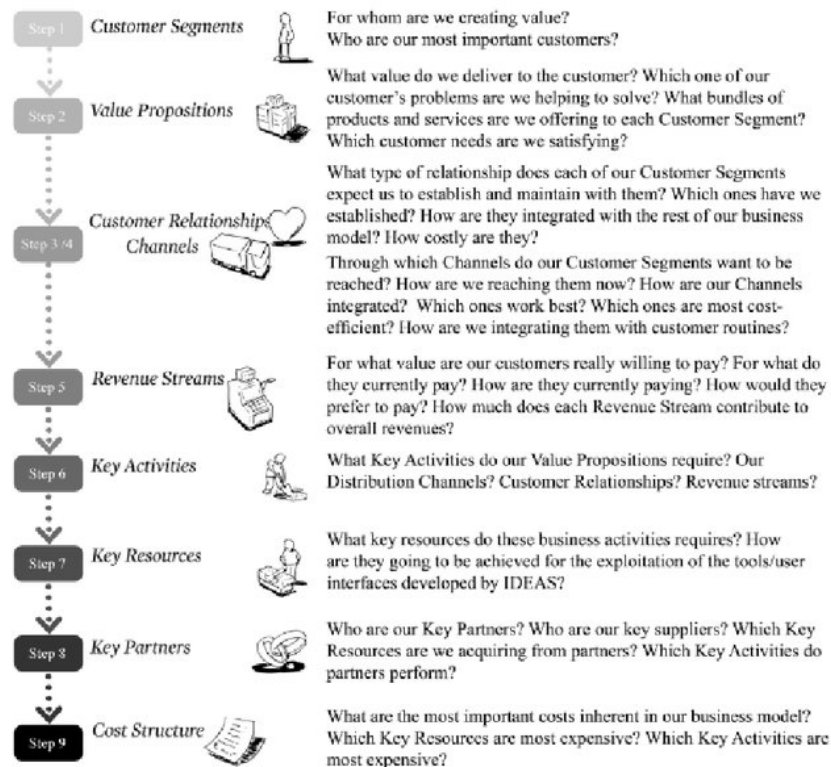 Step 1
Customer Segments
For whom are we creating value?
Who are our most important customers?
Step 2
Value Propositions
What value do we deliver to the customer? Which one of our
customer's problems are we helping to solve? What bundles of
products and services are we offering to each Customer Segment?
Which customer needs are we satisfying?
Step 3 /4
Customer Relationships
Channels
What type of relationship does each of our Customer Segments
expect us to establish and maintain with them? Which ones have we
established? How are they integrated with the rest of our business
model? How costly are they?
Through which Channels do our Customer Segments want to be
reached? How are we reaching them now? How are our Channels
integrated? Which ones work best? Which ones are most cost-
efficient? How are we integrating them with customer routines?
Step 5
Revenue Streams
For what value are our customers really willing to pay? For what do
they currently pay? How are they currently paying? How would they
prefer to pay? How much does each Revenue Stream contribute to
overall revenues?
Step 6
Key Activities
What Key Activities do our Value Propositions require? Our
Distribution Channels? Customer Relationships? Revenue streams?
Step 7
Key Resources
What key resources do these business activities requires? How
are they going to be achieved for the exploitation of the tools/user
interfaces developed by IDEAS?
Step 8
Key Partners
Who are our Key Partners? Who are our key suppliers? Which Key
Resources are we acquiring from partners? Which Key Activities do
partners perform?
Step 9
Cost Structure
What are the most important costs inherent in our business model?
Which Key Resources are most expensive? Which Key Activities are
most expensive?